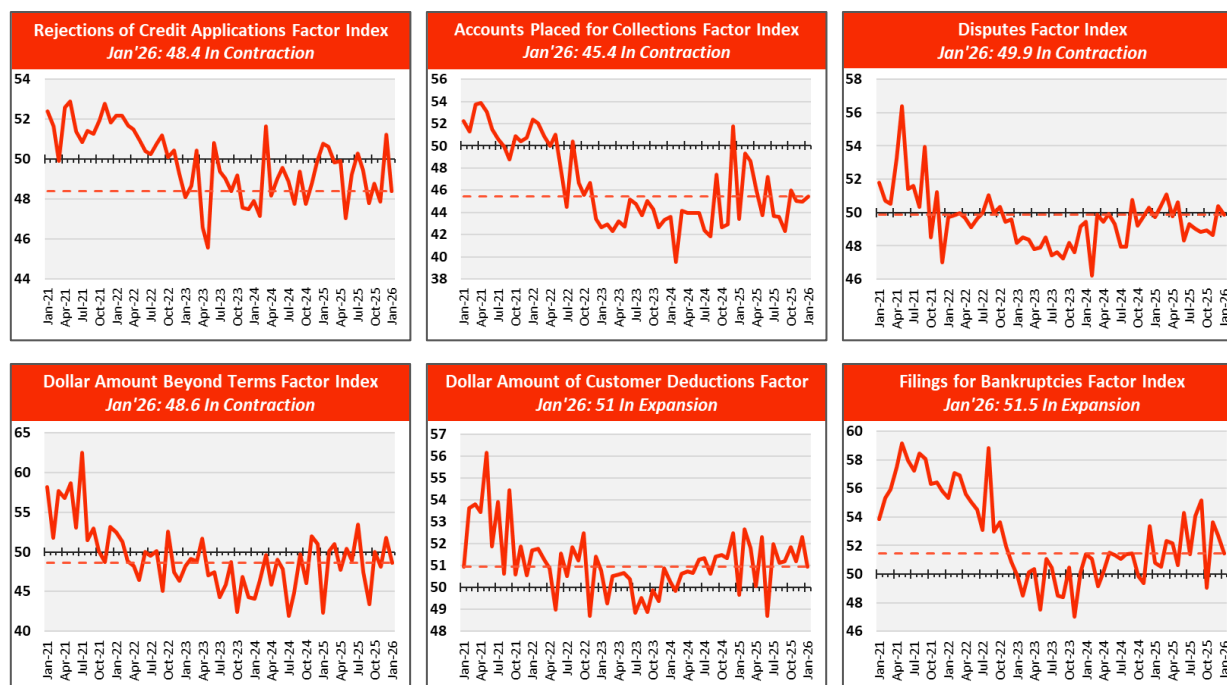 Rejections of Credit Applications Factor Index
Jan'26: 48.4 In Contraction
54
52
50
48
46
44
Jan-21
Apr-21
Jul-21
Oct-21
Jan-22
Apr-22
Jul-22
Oct-22
Jan-23
Apr-23
Jul-23
Oct-23
Jan-24
Apr-24
Jul-24
Oct-24
Jan-25
Apr-25
Jul-25
Oct-25
Jan-26
Accounts Placed for Collections Factor Index
Jan'26: 45.4 In Contraction
56
54
52
50
48
46
44
42
40
38
Jan-21
Apr-21
Jul-21
Oct-21
Jan-22
Apr-22
Jul-22
Oct-22
Jan-23
Apr-23
Jul-23
Oct-23
Jan-24
Apr-24
Jul-24
Oct-24
Jan-25
Apr-25
Jul-25
Oct-25
Jan-26
Disputes Factor Index
Jan'26: 49.9 In Contraction
58
56
54
52
50
48
46
Jan-21
Apr-21
Jul-21
Oct-21
Jan-22
Apr-22
Jul-22
Oct-22
Jan-23
Apr-23
Jul-23
Oct-23
Jan-24
Apr-24
Jul-24
Oct-24
Jan-25
Apr-25
Jul-25
Oct-25
Jan-26
Dollar Amount Beyond Terms Factor Index
Jan'26: 48.6 In Contraction
65
60
55
50
45
40
Jan-21
Apr-21
Jul-21
Oct-21
Jan-22
Apr-22
Jul-22
Oct-22
Jan-23
Apr-23
Jul-23
Oct-23
Jan-24
Apr-24
Jul-24
Oct-24
Jan-25
Apr-25
Jul-25
Oct-25
Jan-26
Dollar Amount of Customer Deductions Factor
Jan'26: 51 In Expansion
57
56
55
54
53
52
51
50
49
48
Jan-21
Apr-21
Jul-21
Oct-21
Jan-22
Apr-22
Jul-22
Oct-22
Jan-23
Apr-23
Jul-23
Oct-23
Jan-24
Apr-24
Jul-24
Oct-24
Jan-25
Apr-25
Jul-25
Oct-25
Jan-26
Filings for Bankruptcies Factor Index
Jan'26: 51.5 In Expansion
60
58
56
54
52
50
48
46
Jan-21
Apr-21
Jul-21
Oct-21
Jan-22
Apr-22
Jul-22
Oct-22
Jan-23
Apr-23
Jul-23
Oct-23
Jan-24
Apr-24
Jul-24
Oct-24
Jan-25
Apr-25
Jul-25
Oct-25
Jan-26